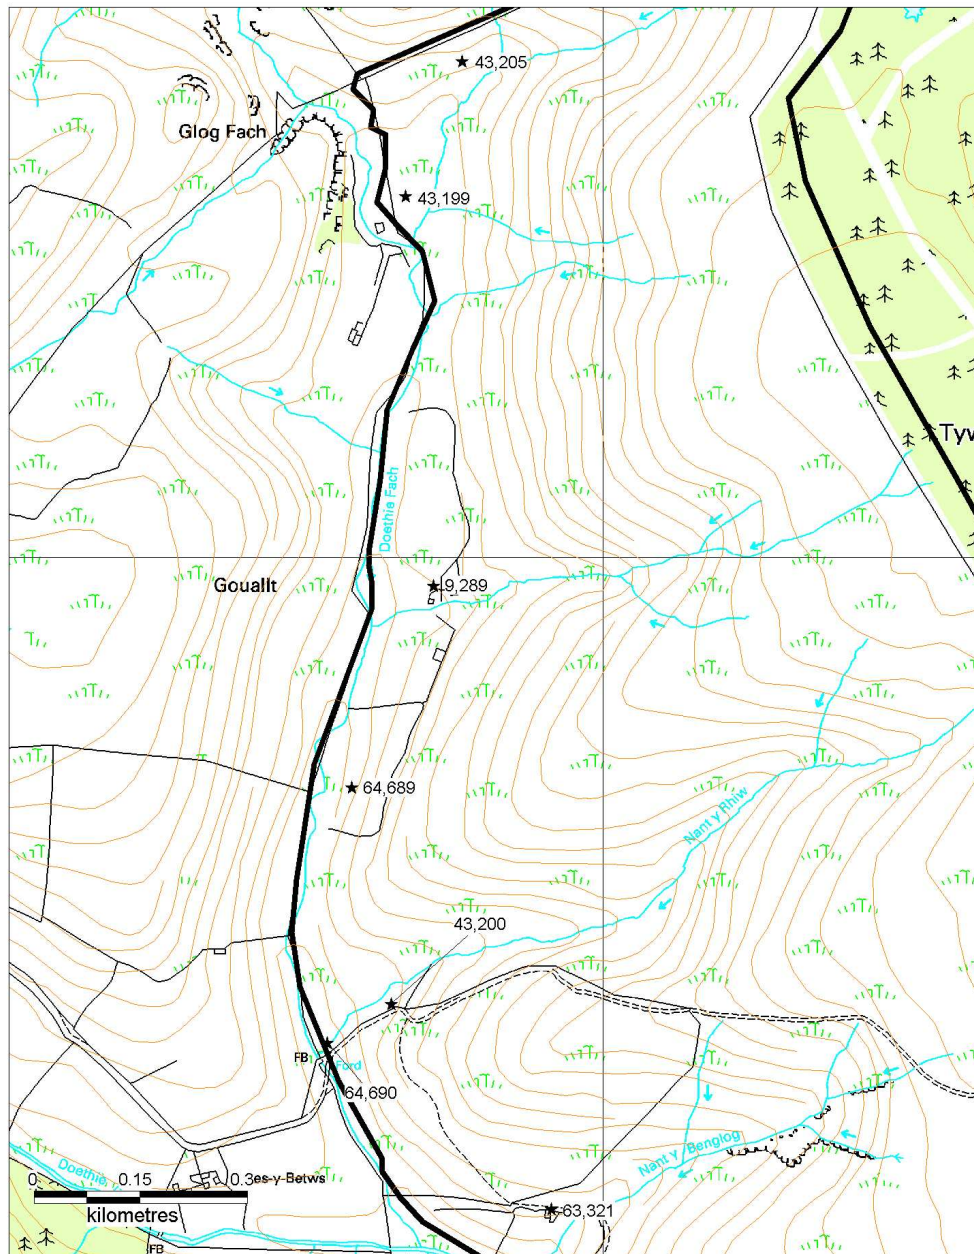 43,205
Glog Fach
43,199
Tyw
Doethie Fach
Gouallt
9,289
64,689
Nant y Rhiw
43,200
FB
Ford
64,690
Nant Y Benglog
Doethie
es-y-Betws
0 0.15 0.3
kilometres
63,321
FB